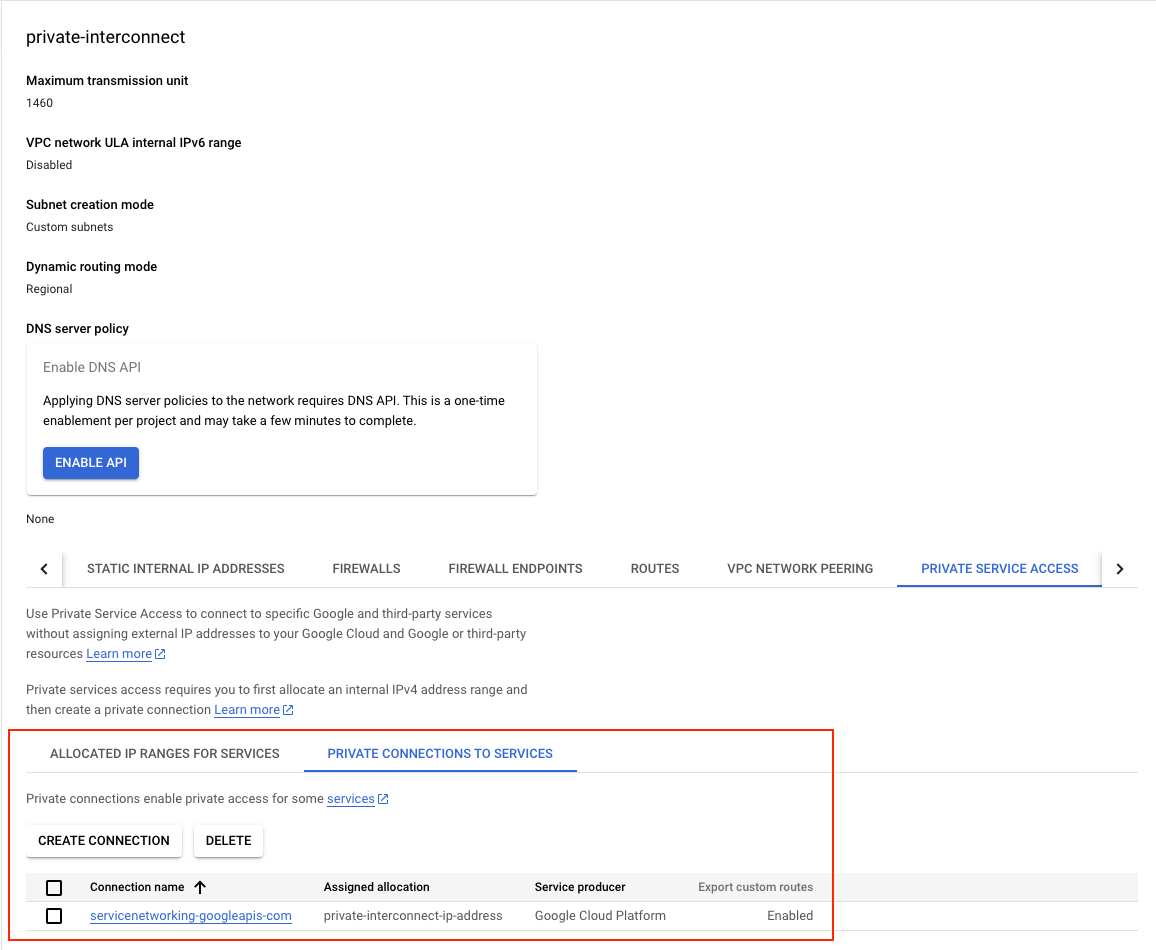 private-interconnect
Maximum transmission unit
1460
VPC network ULA internal IPv6 range
Disabled
Subnet creation mode
Custom subnets
Dynamic routing mode
Regional
DNS server policy
Enable DNS API
Applying DNS server policies to the network requires DNS API. This is a one-time
enablement per project and may take a few minutes to complete.
ENABLE API
None
STATIC INTERNAL IP ADDRESSES FIREWALLS FIREWALL ENDPOINTS ROUTES VPC NETWORK PEERING PRIVATE SERVICE ACCESS
Use Private Service Access to connect to specific Google and third-party services
without assigning external IP addresses to your Google Cloud and Google or third-party
resources Learn more
Private services access requires you to first allocate an internal IPv4 address range and
then create a private connection Learn more
ALLOCATED IP RANGES FOR SERVICES PRIVATE CONNECTIONS TO SERVICES
Private connections enable private access for some services
CREATE CONNECTION DELETE
Connection name Assigned allocation Service producer Export custom routes
servicenetworking-googleapis-com private-interconnect-ip-address Google Cloud Platform Enabled